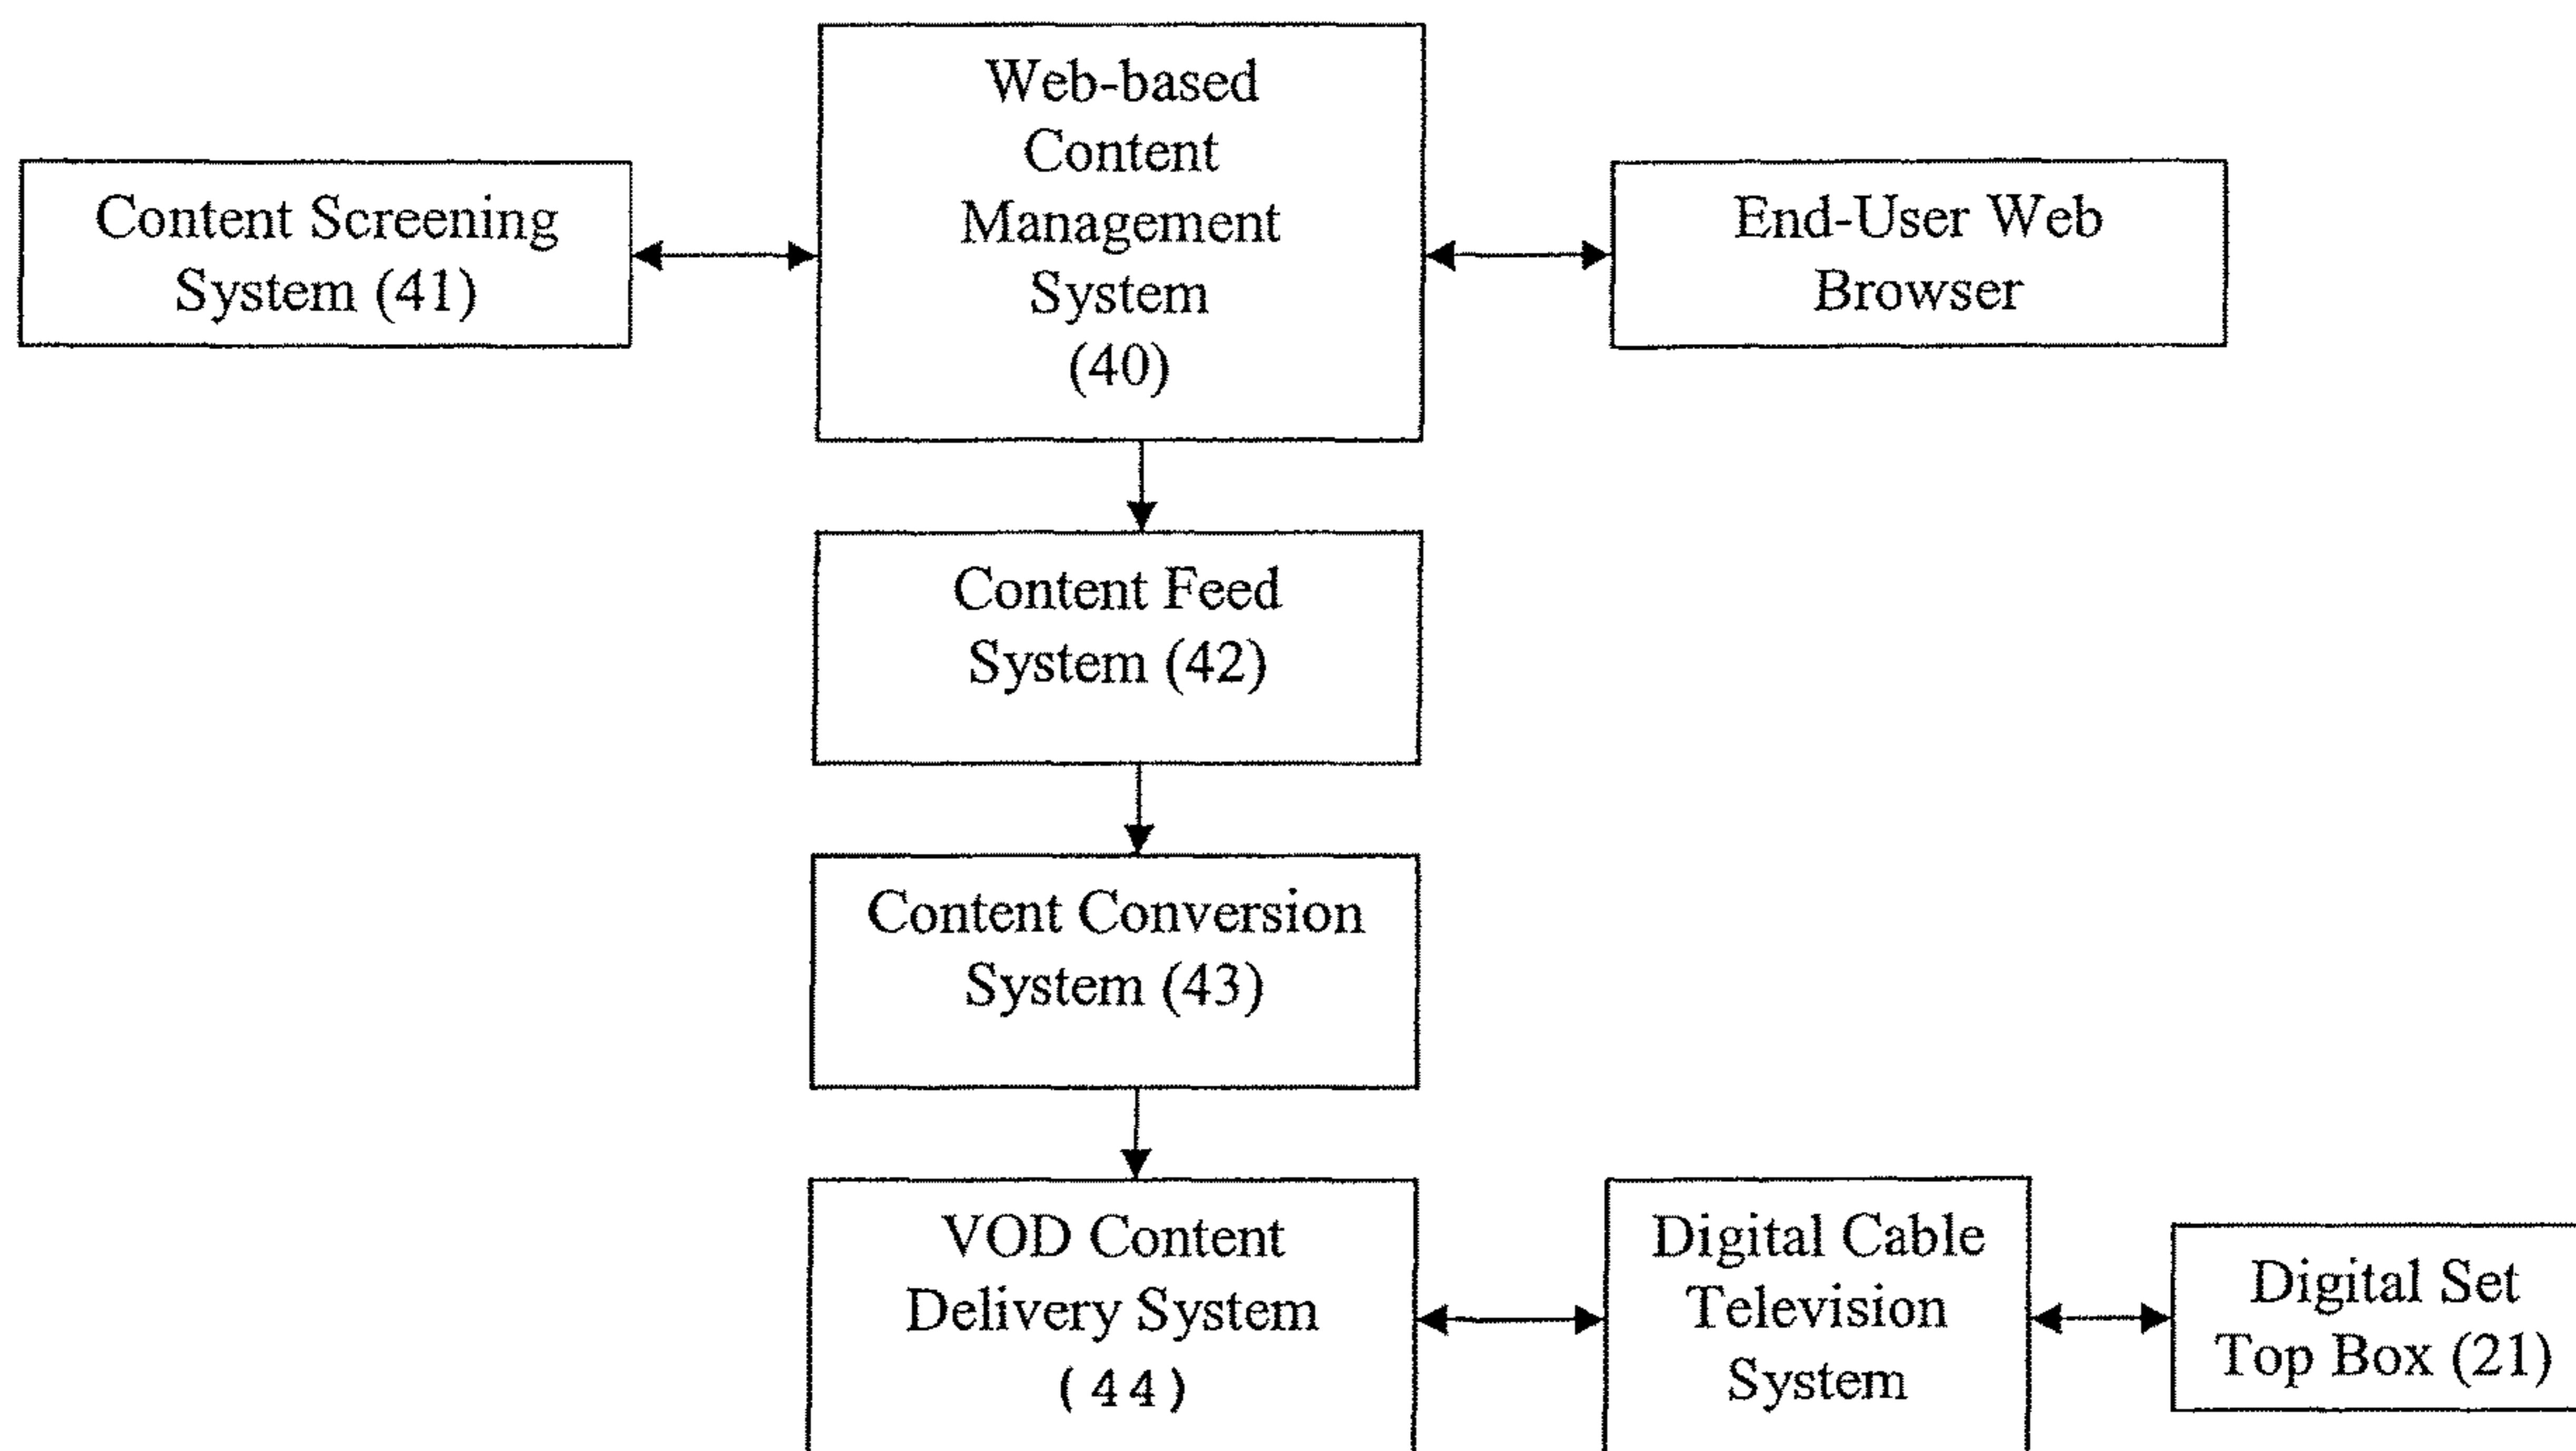 Web-based
Content
Management
System
(40)
Content Screening
System (41)
End-User Web
Browser
Content Feed
System (42)
Content Conversion
System (43)
VOD Content
Delivery System
(44)
Digital Cable
Television
System
Digital Set
Top Box (21)